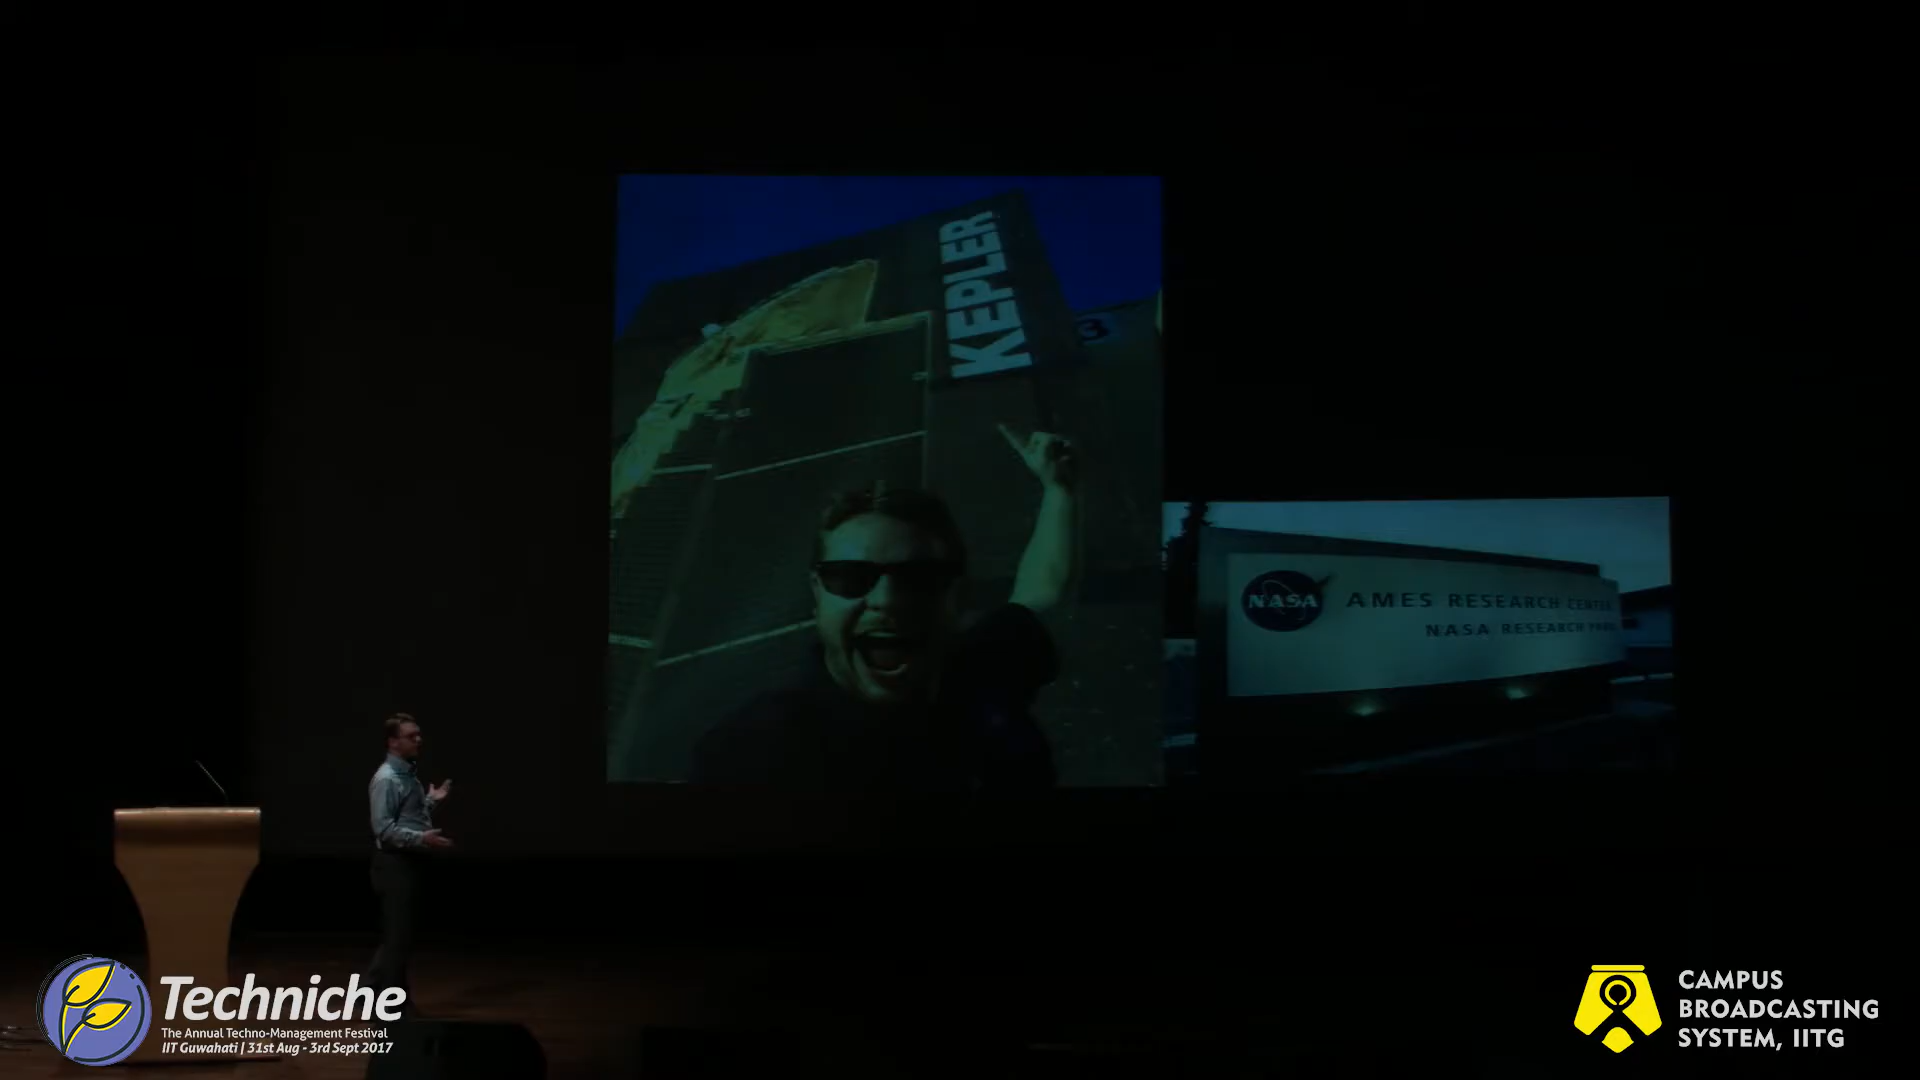 KEPLER
3
NASA
AMES RESEARCH CENTER
NASA RESEARCH PARK
Techniche
The Annual Techno-Management Festival
IIT Guwahati | 31st Aug - 3rd Sept 2017
CAMPUS
BROADCASTING
SYSTEM, IITG